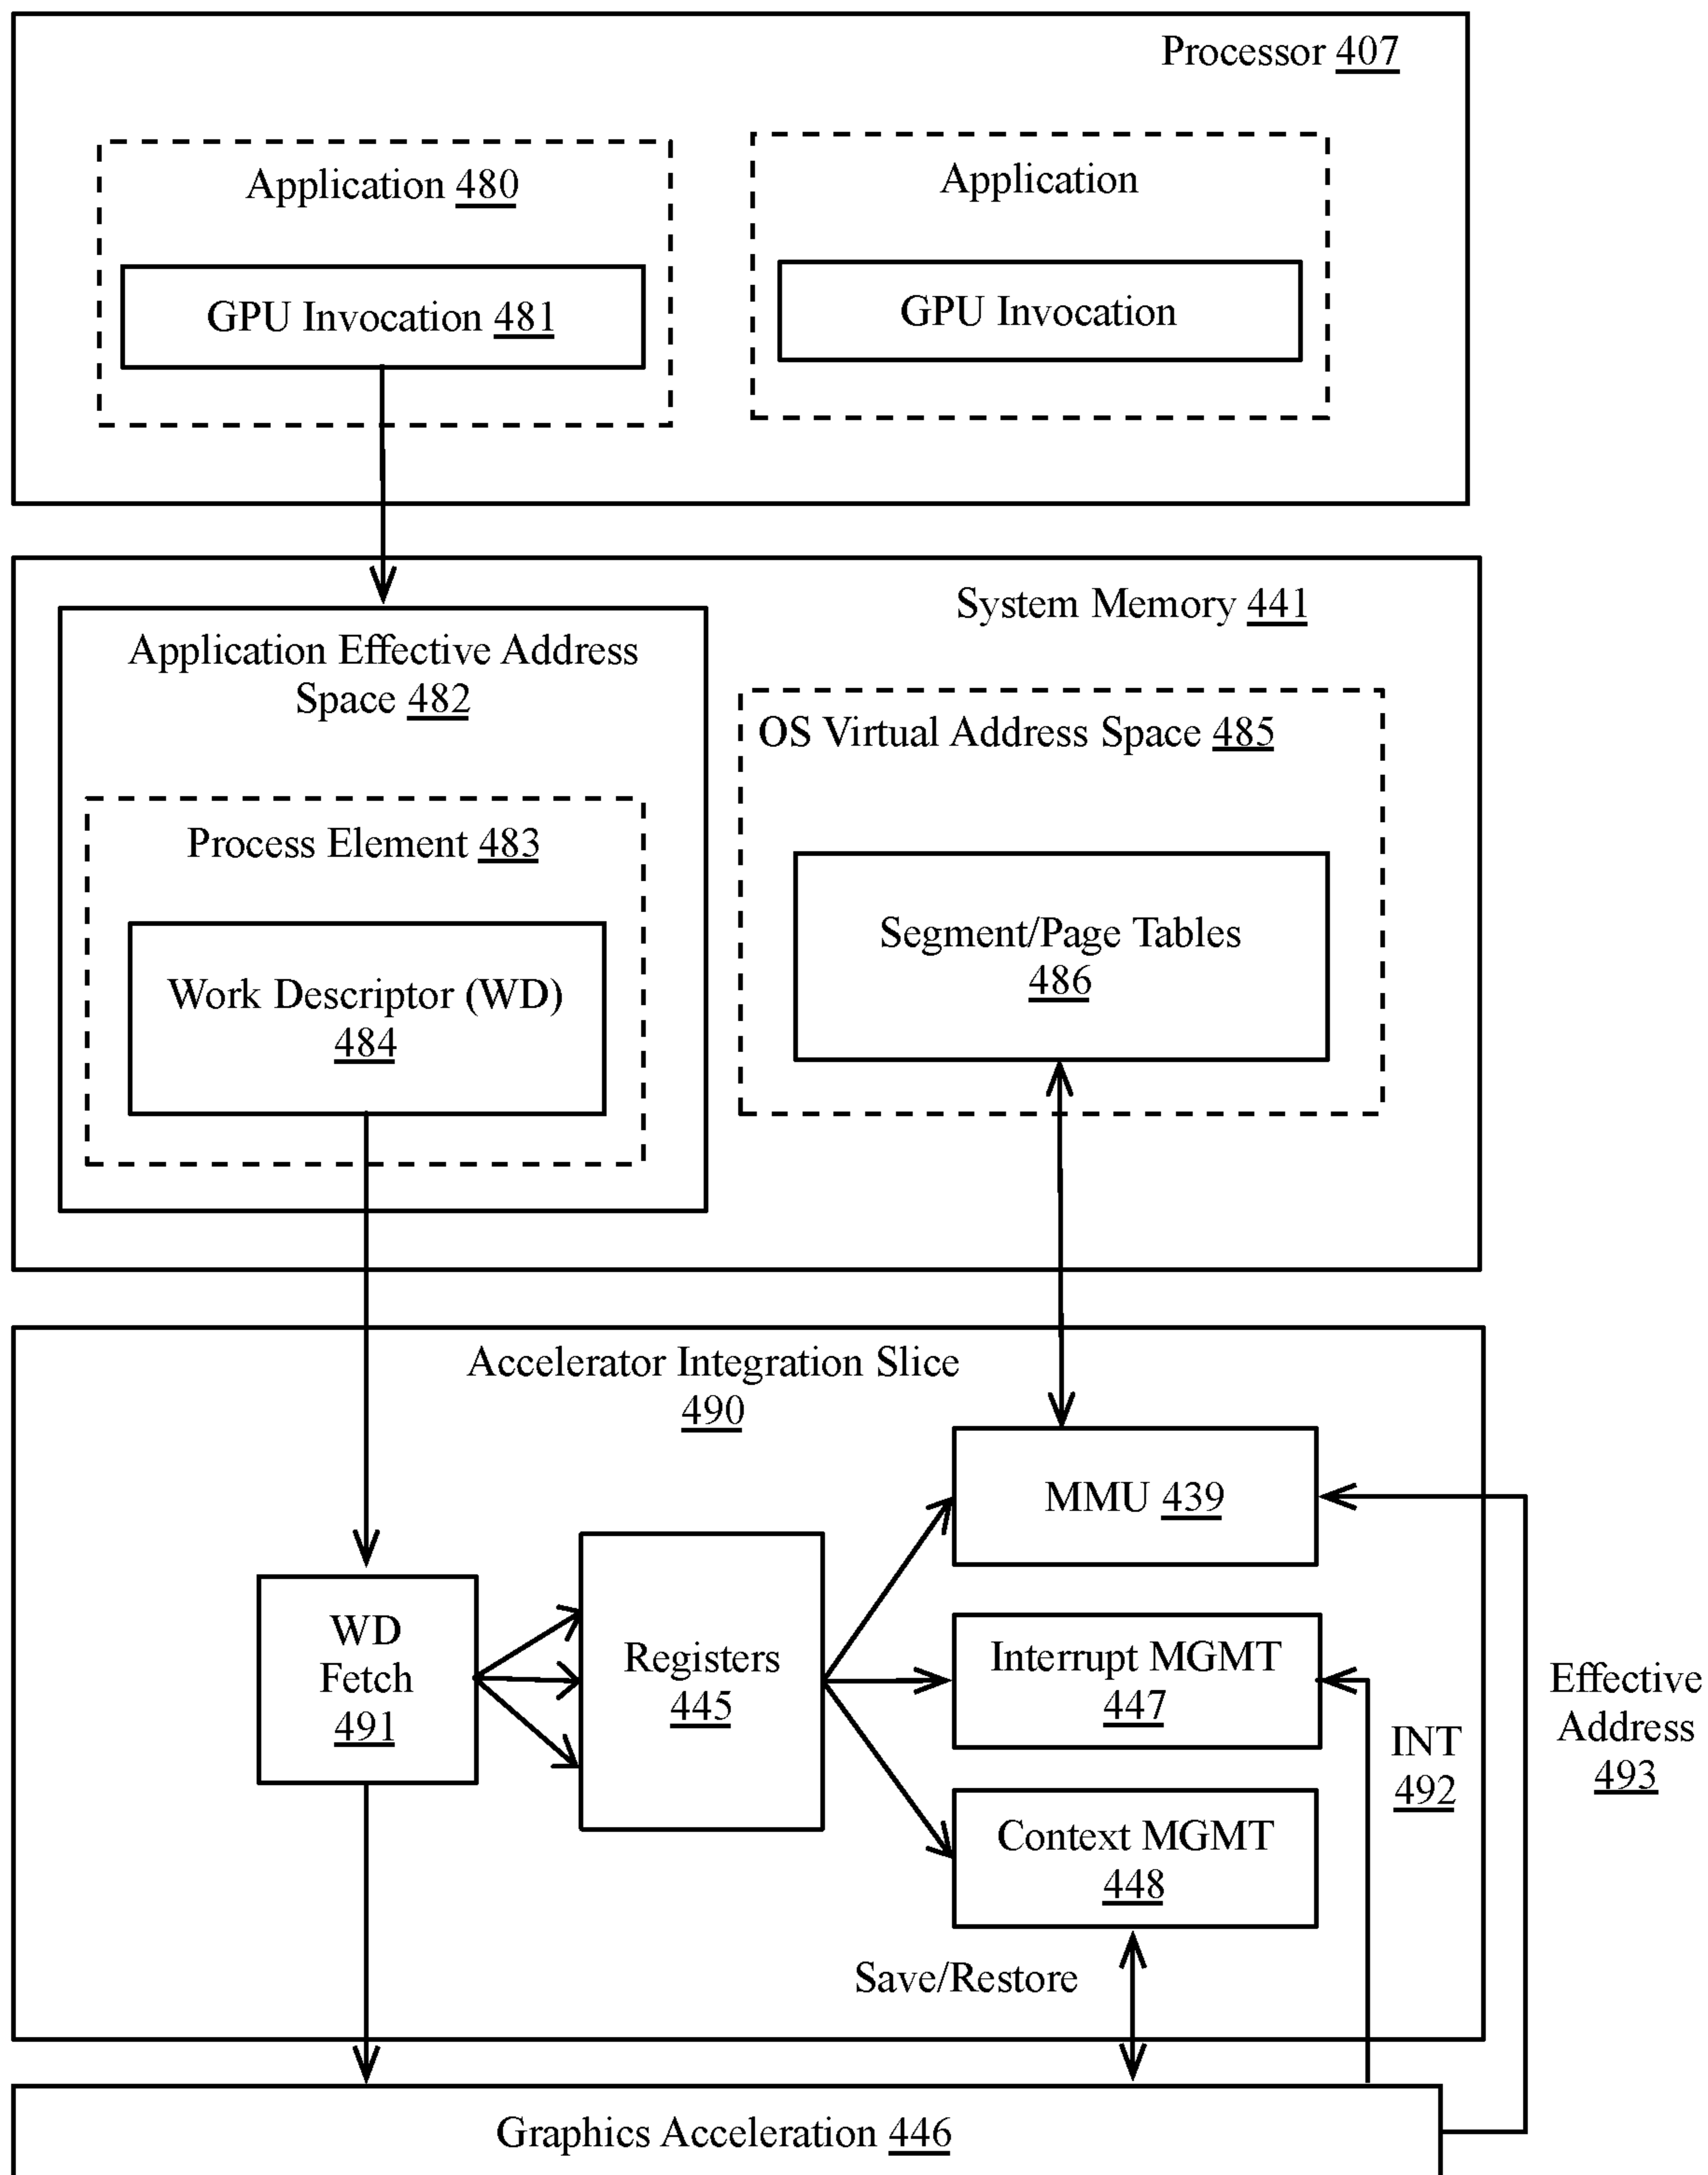 Processor 407
Application 480
GPU Invocation 481
Application
GPU Invocation
System Memory 441
Application Effective Address
Space 482
Process Element 483
Work Descriptor (WD)
484
OS Virtual Address Space 485
Segment/Page Tables
486
Accelerator Integration Slice
490
WD
Fetch
491
Registers
445
MMU 439
Interrupt MGMT
447
Context MGMT
448
Save/Restore
INT
492
Effective
Address
493
Graphics Acceleration 446